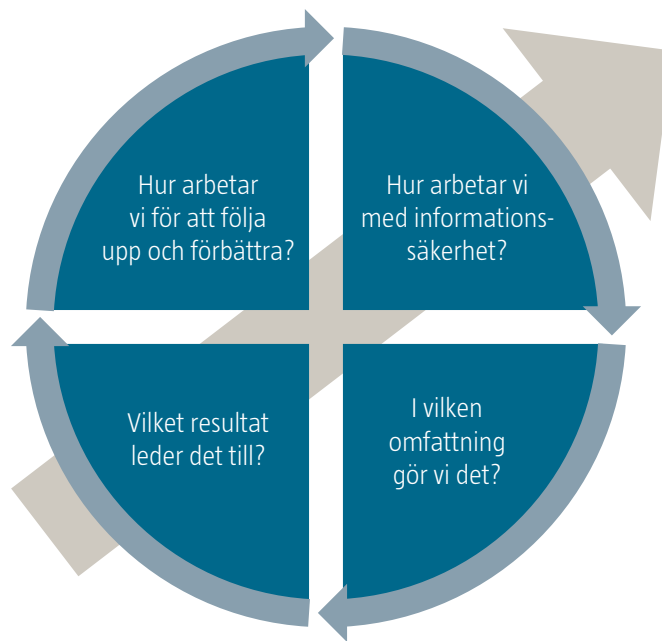 Hur arbetar
vi för att följa
upp och förbättra?
Hur arbetar vi
med informations-
säkerhet?
Vilket resultat
leder det till?
I vilken
omfattning
gör vi det?